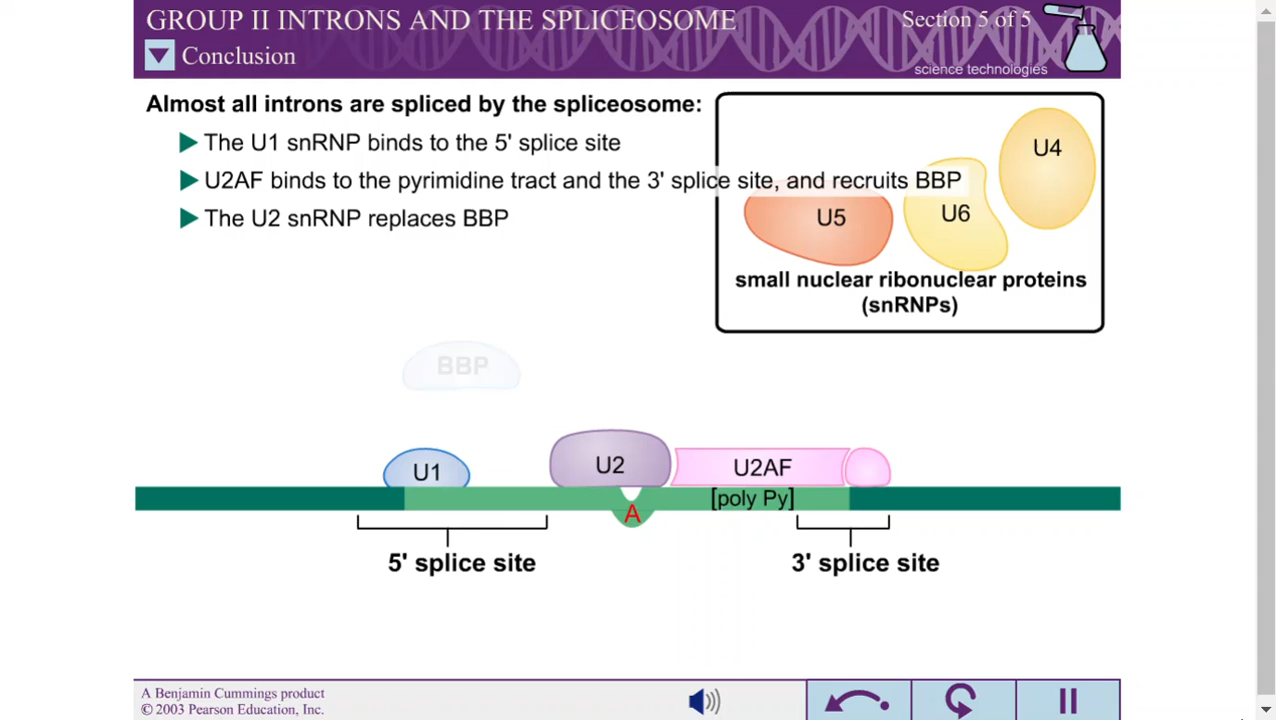 GROUP II INTRONS AND THE SPLICEOSOME
Section 5 of 5
Conclusion
science technologies
Almost all introns are spliced by the spliceosome:
The U1 snRNP binds to the 5' splice site
U2AF binds to the pyrimidine tract and the 3' splice site, and recruits BBP
The U2 snRNP replaces BBP
U4
U5
U6
small nuclear ribonuclear proteins
(snRNPs)
BBP
U1
U2
U2AF
[poly Py]
A
5' splice site
3' splice site
A Benjamin Cummings product
© 2003 Pearson Education, Inc.